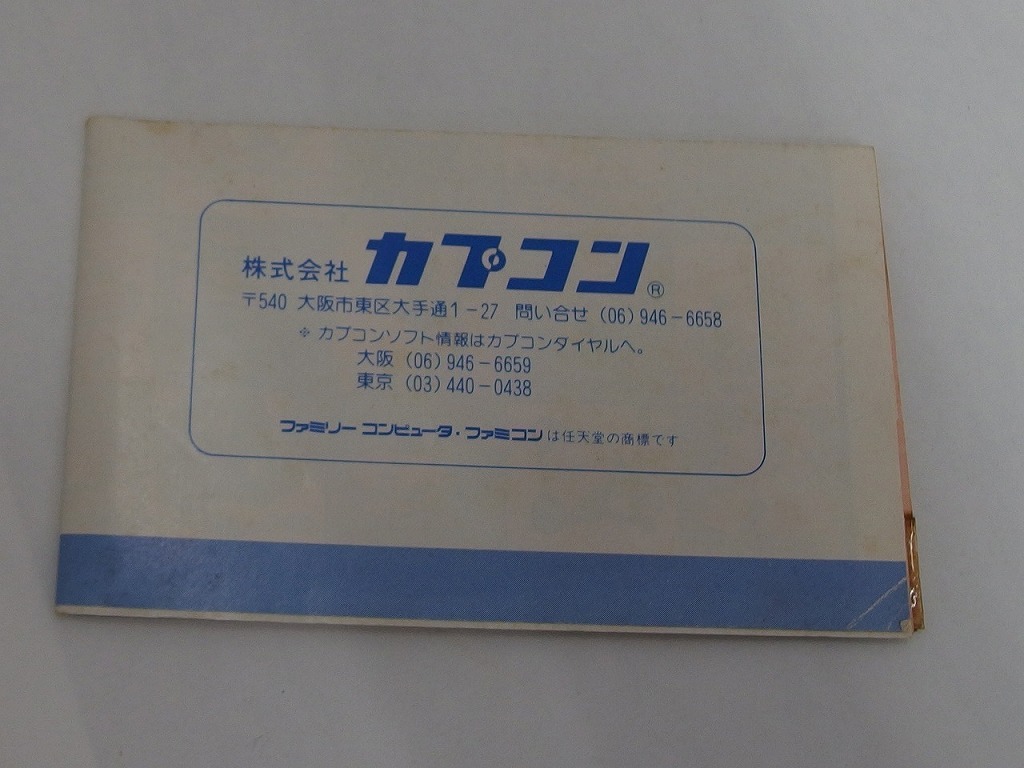 株式会社 カプコン®
〒540 大阪市東区大手通1-27 問い合せ (06) 946-6658
※ カプコンソフト情報はカプコンダイヤルへ。
大阪 (06) 946-6659
東京 (03) 440-0438
ファミリー コンピュータ・ファミコンは任天堂の商標です